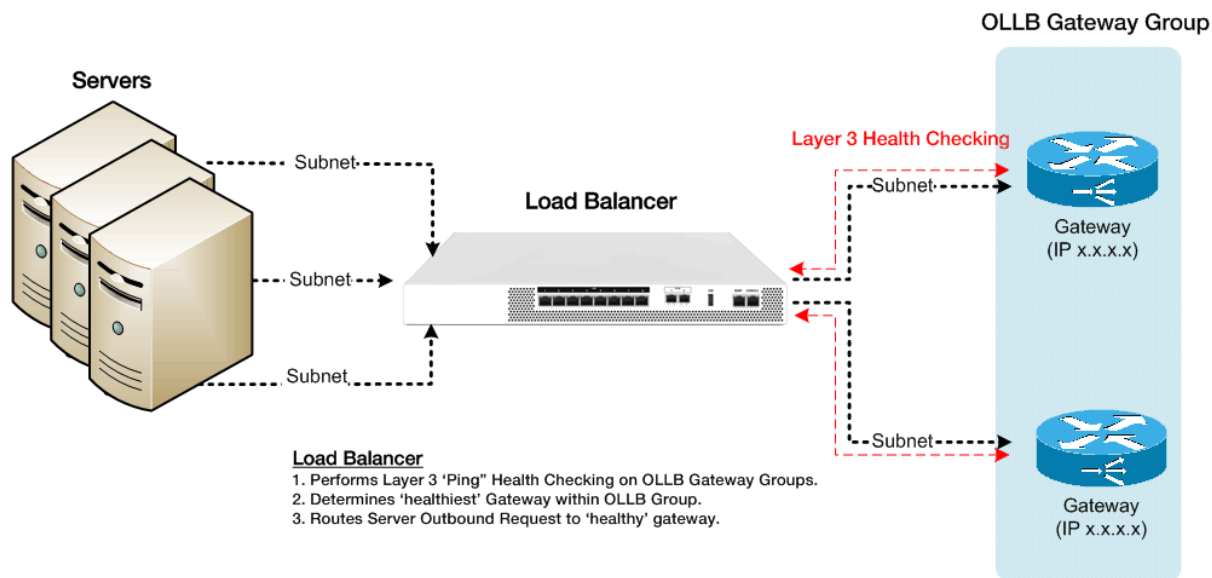 OLLB Gateway Group
Servers
Subnet
Layer 3 Health Checking
Subnet
Load Balancer
Gateway
(IP x.x.x.x)
Subnet
Subnet
Subnet
Load Balancer
1. Performs Layer 3 ‘Ping” Health Checking on OLLB Gateway Groups.
2. Determines ‘healthiest’ Gateway within OLLB Group.
3. Routes Server Outbound Request to ‘healthy’ gateway.
Gateway
(IP x.x.x.x)